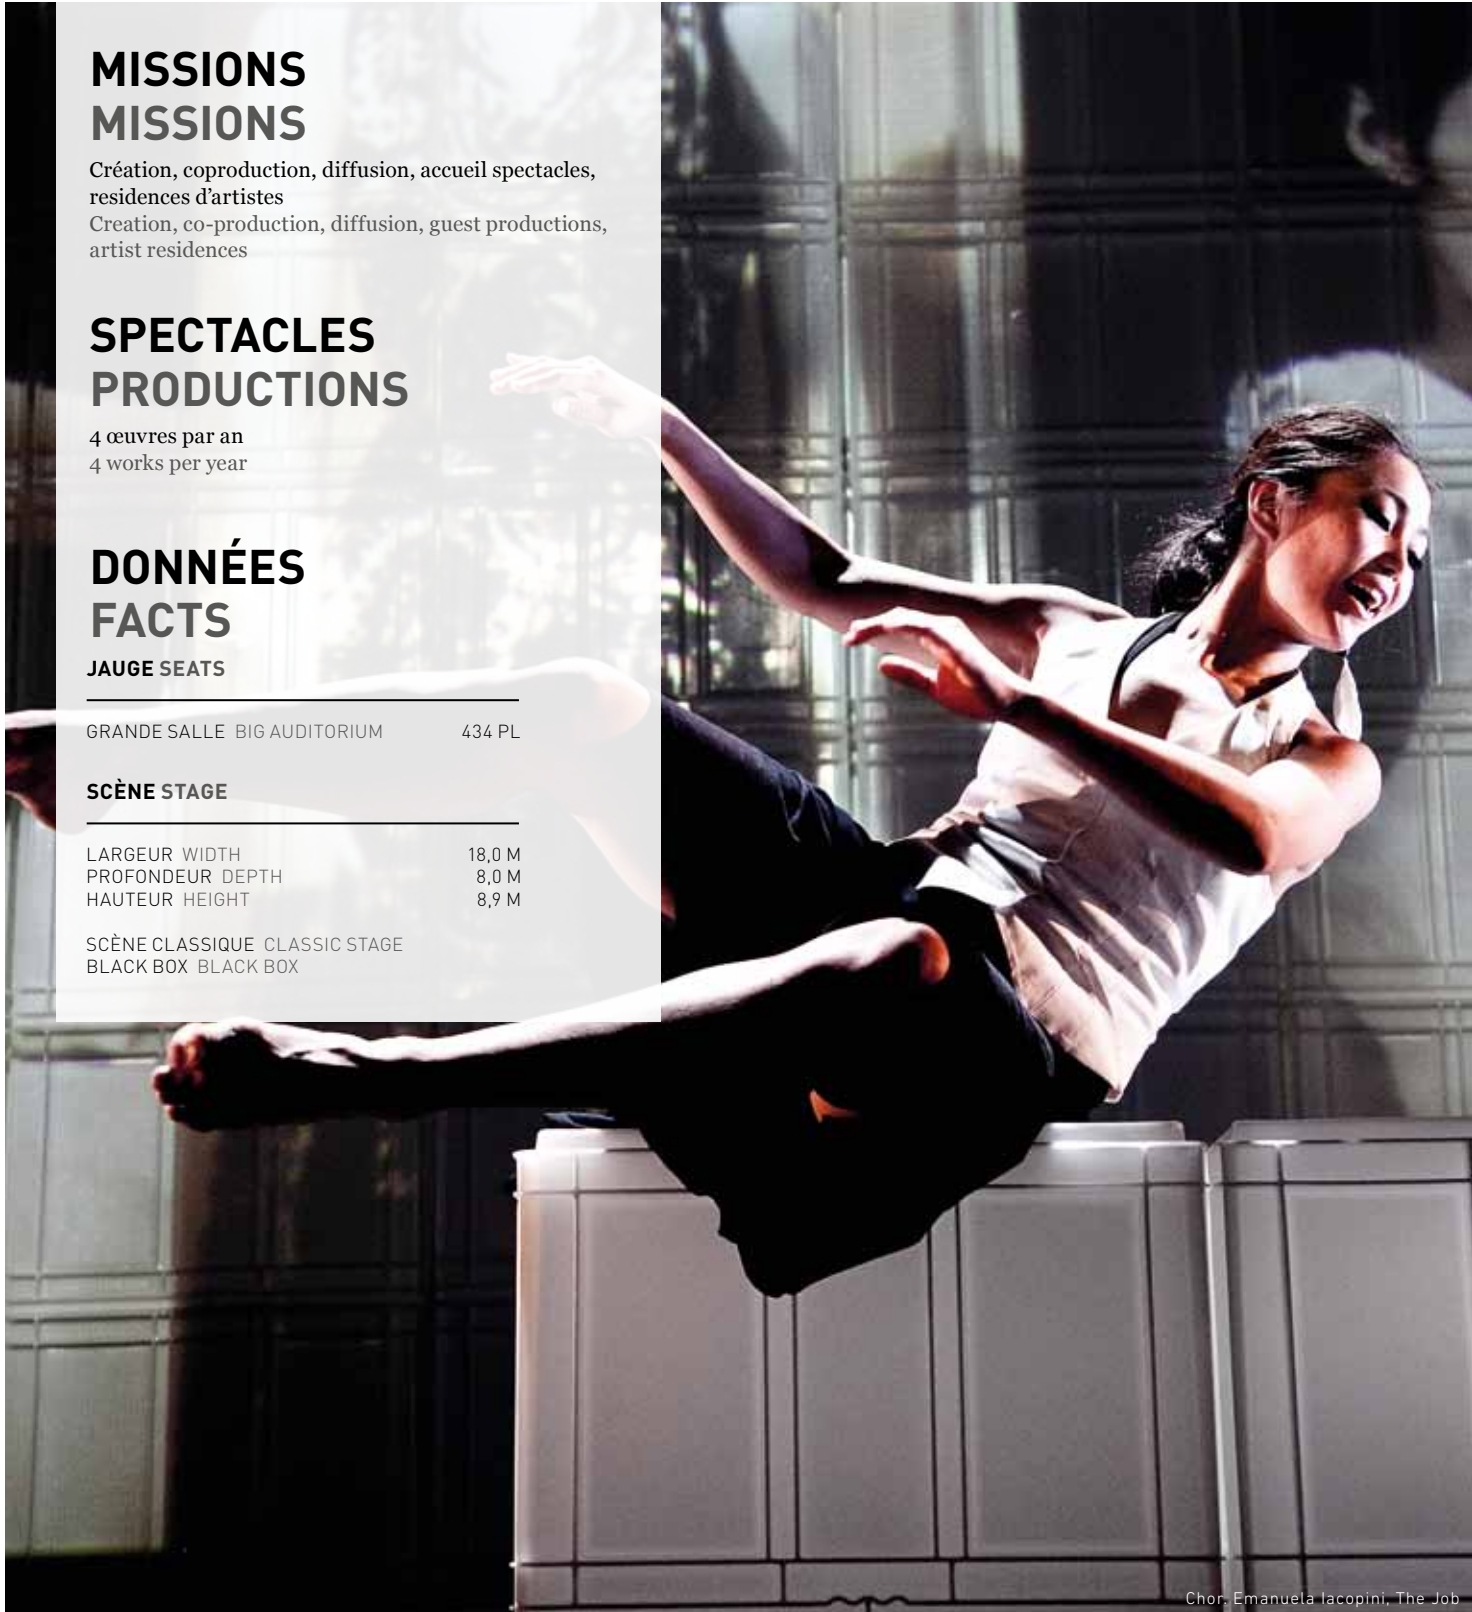 MISSIONS
MISSIONS
Création, coproduction, diffusion, accueil spectacles,
residences d’artistes
Creation, co-production, diffusion, guest productions,
artist residences
SPECTACLES
PRODUCTIONS
4 œuvres par an
4 works per year
DONNÉES
FACTS
JAUGE SEATS
GRANDE SALLE BIG AUDITORIUM 434 PL
SCÈNE STAGE
LARGEUR WIDTH 18,0 M
PROFONDEUR DEPTH 8,0 M
HAUTEUR HEIGHT 8,9 M
SCÈNE CLASSIQUE CLASSIC STAGE
BLACK BOX BLACK BOX
Chor. Emanuela Iacopini, The Job